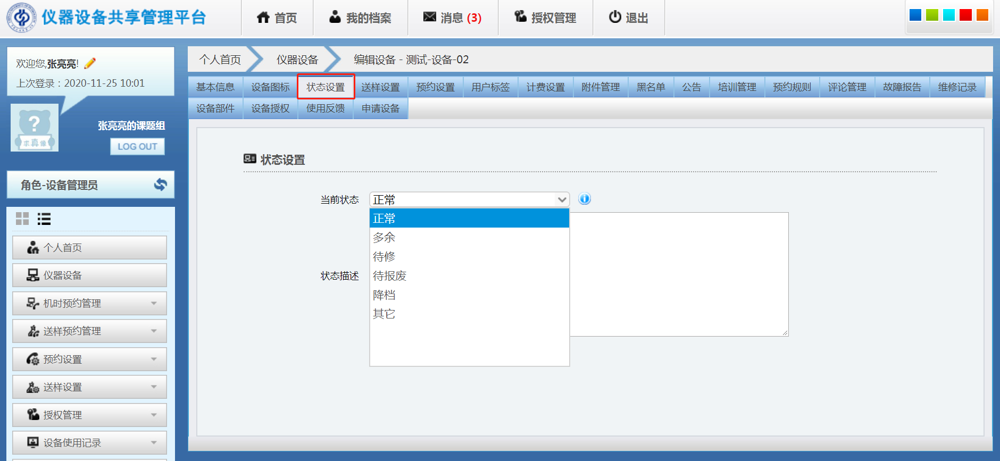 仪器设备共享管理平台
首页
我的档案
消息 (3)
授权管理
退出
欢迎您,张亮亮!
上次登录：2020-11-25 10:01
求真像
张亮亮的课题组
LOG OUT
角色-设备管理员
个人首页
仪器设备
机时预约管理
送样预约管理
预约设置
送样设置
授权管理
设备使用记录
个人首页
仪器设备
编辑设备 - 测试-设备-02
基本信息
设备图标
状态设置
送样设置
预约设置
用户标签
计费设置
附件管理
黑名单
公告
培训管理
预约规则
评论管理
故障报告
维修记录
设备部件
设备授权
使用反馈
申请设备
状态设置
当前状态
正常
正常
多余
待修
待报废
降档
其它
状态描述